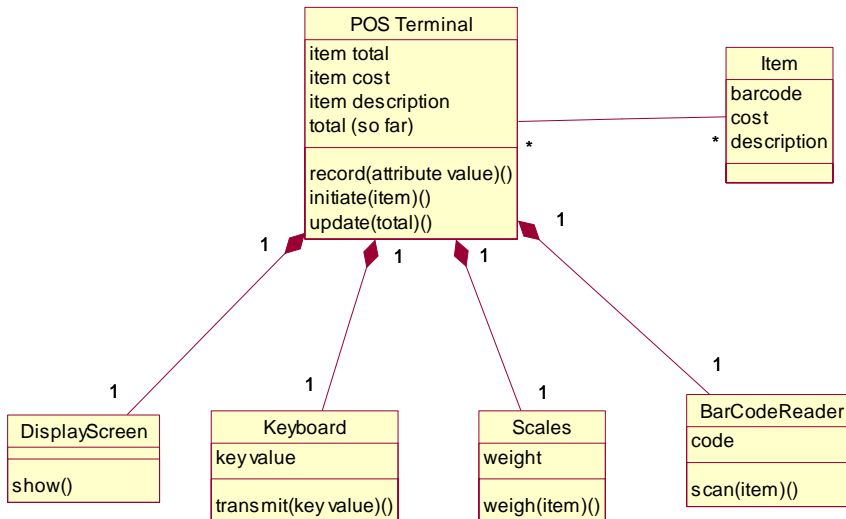 POS Terminal
item total
item cost
item description
total (so far)
record(attribute value)()
initiate(item)()
update(total)()
Item
barcode
cost
description
*
*
1
1
1
1
1
1
1
1
DisplayScreen
show()
Keyboard
key value
transmit(key value)()
Scales
weight
weigh(item)()
BarCodeReader
code
scan(item)()